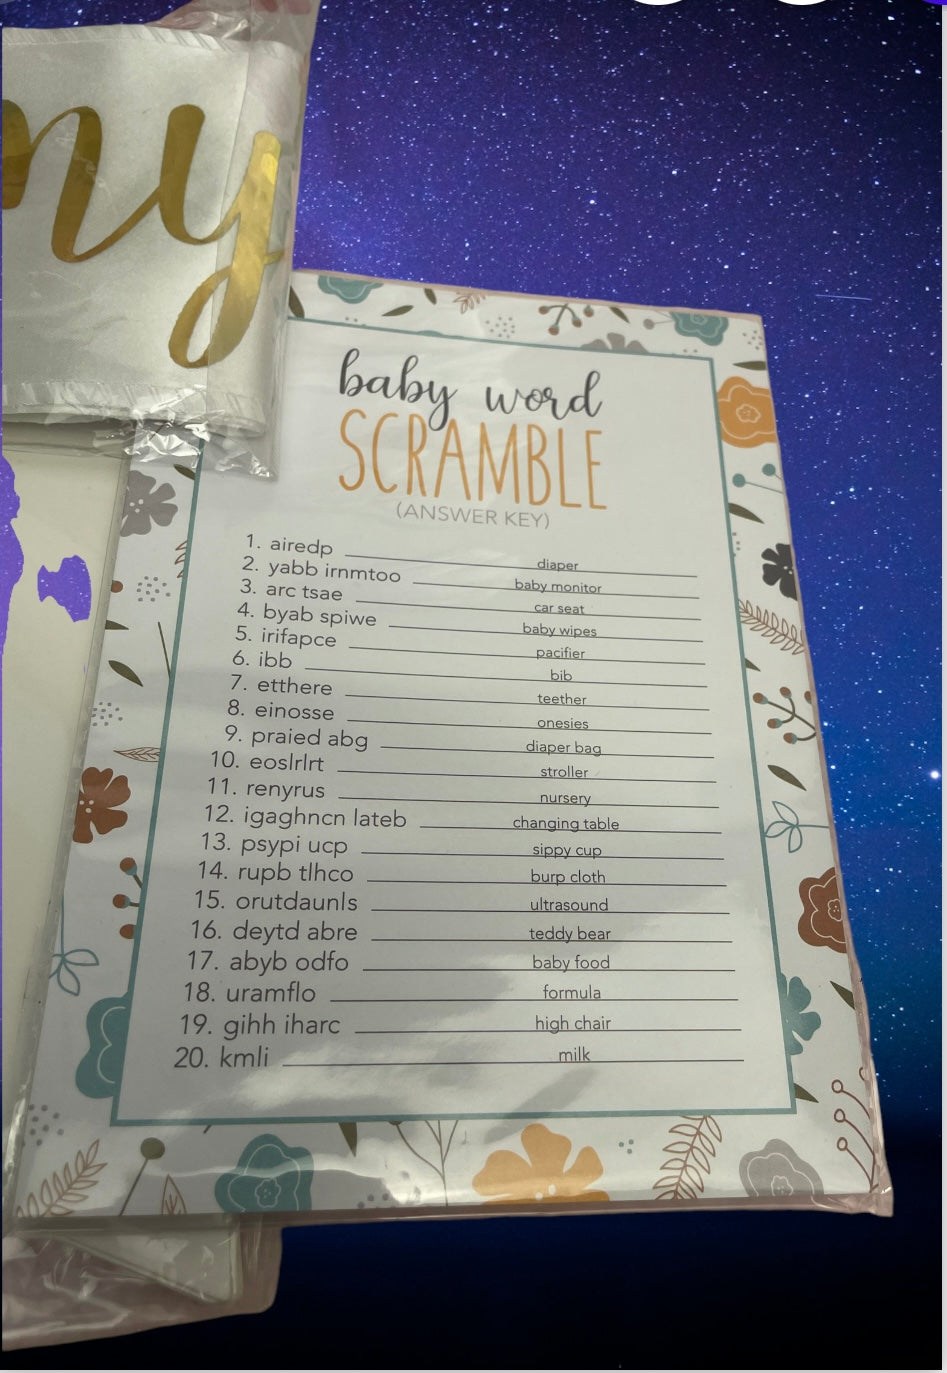 my
baby word
SCRAMBLE
(ANSWER KEY)
1. airedp diaper
2. yabb irnmtoo baby monitor
3. arc tsae car seat
4. byab spiwe baby wipes
5. irifapce pacifier
6. ibb bib
7. etthere teether
8. einosse onesies
9. praied abg diaper bag
10. eoslrlrt stroller
11. renyrus nursery
12. igaghncn lateb changing table
13. psypi ucp sippy cup
14. rupb tlhco burp cloth
15. orutdaunls ultrasound
16. deytd abre teddy bear
17. abyb odfo baby food
18. uramflo formula
19. gihh iharc high chair
20. kmli milk